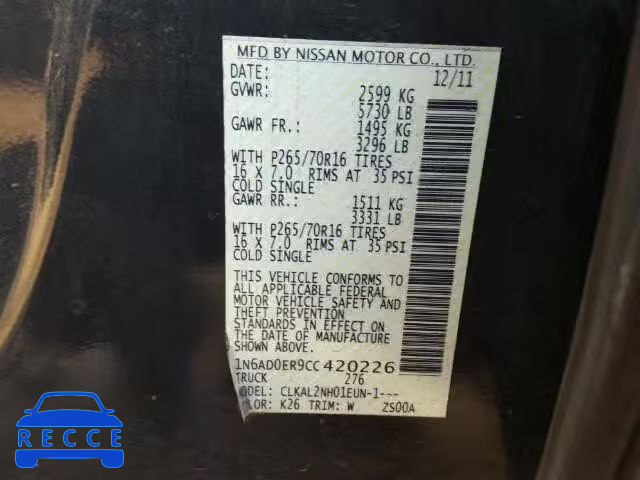 MFD BY NISSAN MOTOR CO., LTD.
DATE: 12/11
GVWR: 2599 KG
5730 LB
GAWR FR.: 1495 KG
3296 LB
WITH P265/70R16 TIRES
16 X 7.0 RIMS AT 35 PSI
COLD SINGLE
GAWR RR.: 1511 KG
3331 LB
WITH P265/70R16 TIRES
16 X 7.0 RIMS AT 35 PSI
COLD SINGLE
THIS VEHICLE CONFORMS TO
ALL APPLICABLE FEDERAL
MOTOR VEHICLE SAFETY AND
THEFT PREVENTION
STANDARDS IN EFFECT ON
THE DATE OF MANUFACTURE
SHOWN ABOVE.
1N6AD0ER9CC420226
TRUCK 276
DEL: CLKAL2NH01EUN-1---
LOR: K26 TRIM: W ZS00A
RECCE